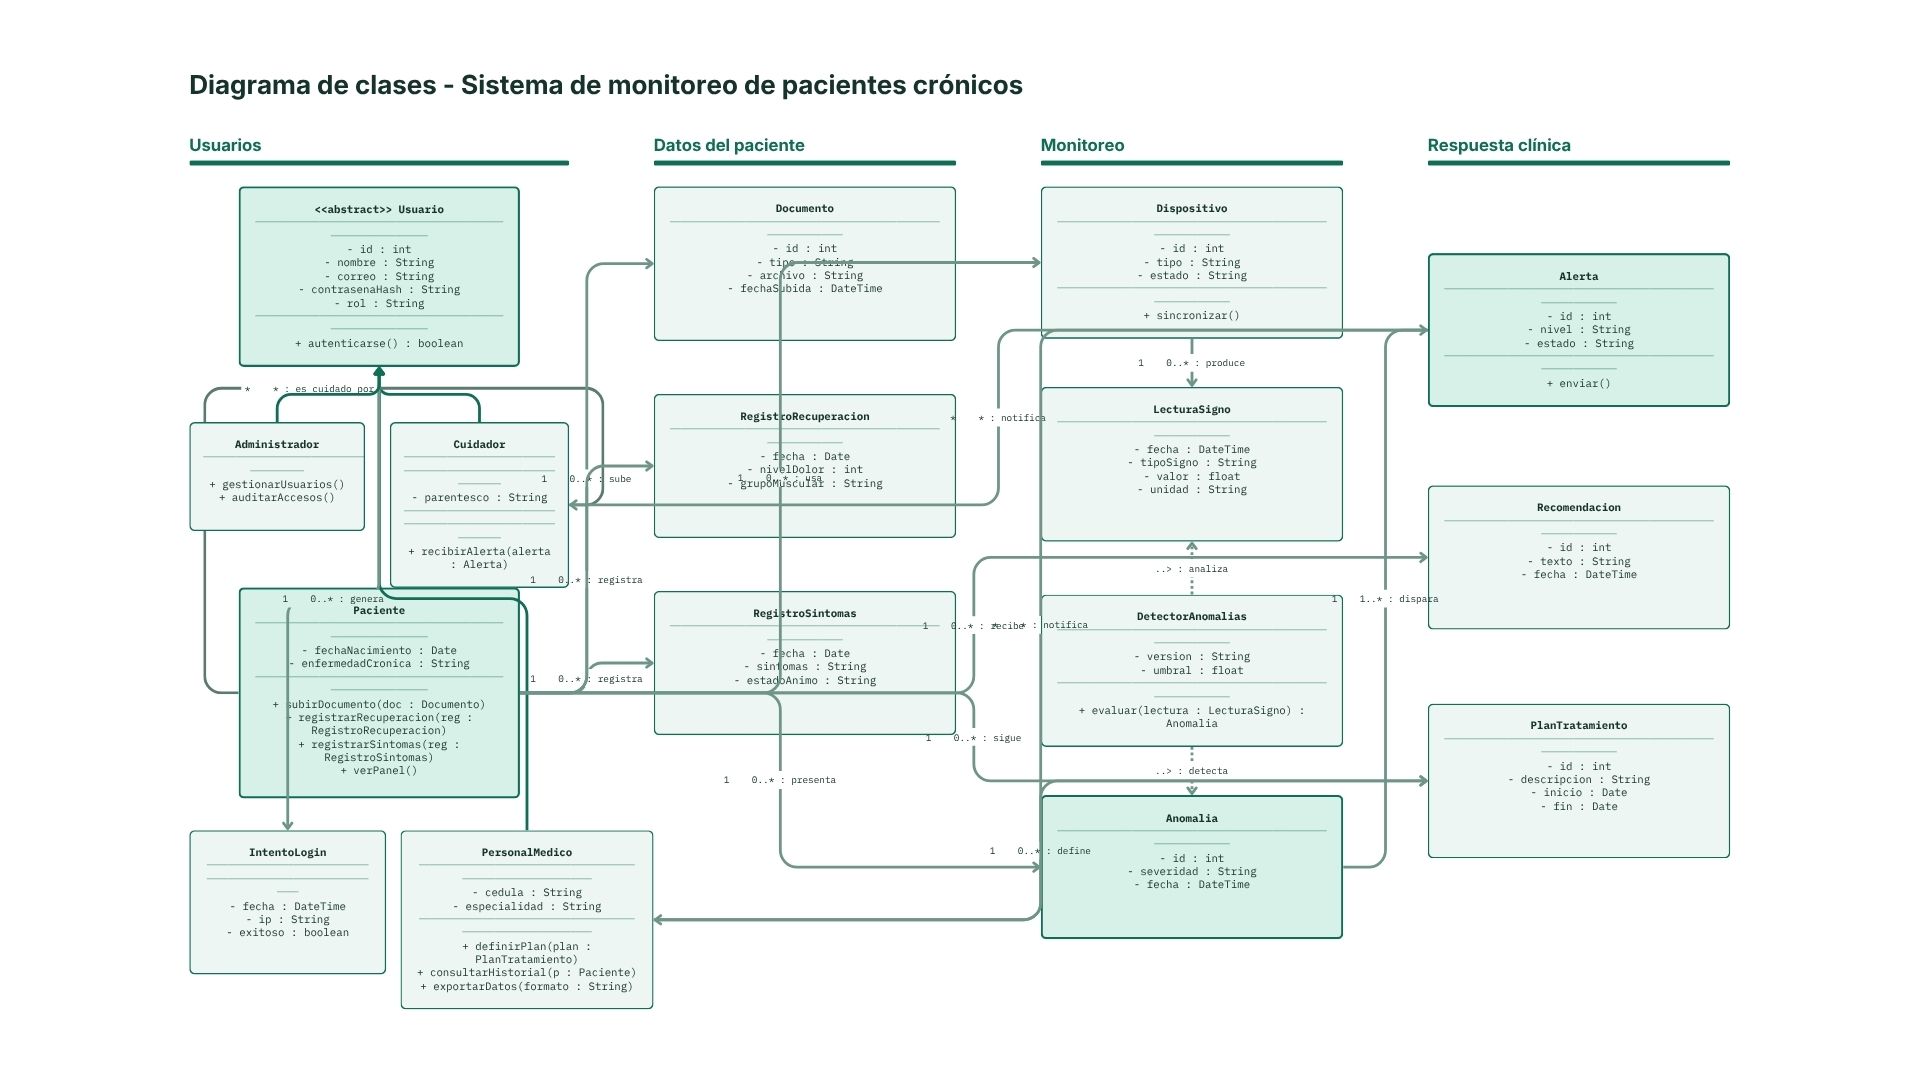 Diagrama de clases - Sistema de monitoreo de pacientes crónicos
Usuarios
<<abstract>> Usuario
- id : int
- nombre : String
- correo : String
- contrasenaHash : String
- rol : String
+ autenticarse() : boolean
* * : es cuidado por
Administrador
+ gestionarUsuarios()
+ auditarAccesos()
Cuidador
- parentesco : String
+ recibirAlerta(alerta
: Alerta)
1 0..* : genera
Paciente
- fechaNacimiento : Date
- enfermedadCronica : String
+ subirDocumento(doc : Documento)
+ registrarRecuperacion(reg :
RegistroRecuperacion)
+ registrarSintomas(reg :
RegistroSintomas)
+ verPanel()
IntentoLogin
- fecha : DateTime
- ip : String
- exitoso : boolean
PersonalMedico
- cedula : String
- especialidad : String
+ definirPlan(plan :
PlanTratamiento)
+ consultarHistorial(p : Paciente)
+ exportarDatos(formato : String)
1 0..* : sube
1 0..* : registra
1 0..* : registra
Datos del paciente
Documento
- id : int
- tipo : String
- archivo : String
- fechaSubida : DateTime
RegistroRecuperacion
- fecha : Date
- nivelDolor : int
1 0..* : usa
- grupoMuscular : String
RegistroSintomas
- fecha : Date
- sintomas : String
- estadoAnimo : String
1 0..* : presenta
* * : notifica
1 0..* : recibe
* * : notifica
1 0..* : sigue
1 0..* : define
Monitoreo
Dispositivo
- id : int
- tipo : String
- estado : String
+ sincronizar()
1 0..* : produce
LecturaSigno
- fecha : DateTime
- tipoSigno : String
- valor : float
- unidad : String
..> : analiza
DetectorAnomalias
- version : String
- umbral : float
+ evaluar(lectura : LecturaSigno) :
Anomalia
..> : detecta
Anomalia
- id : int
- severidad : String
- fecha : DateTime
1 1..* : dispara
Respuesta clínica
Alerta
- id : int
- nivel : String
- estado : String
+ enviar()
Recomendacion
- id : int
- texto : String
- fecha : DateTime
PlanTratamiento
- id : int
- descripcion : String
- inicio : Date
- fin : Date